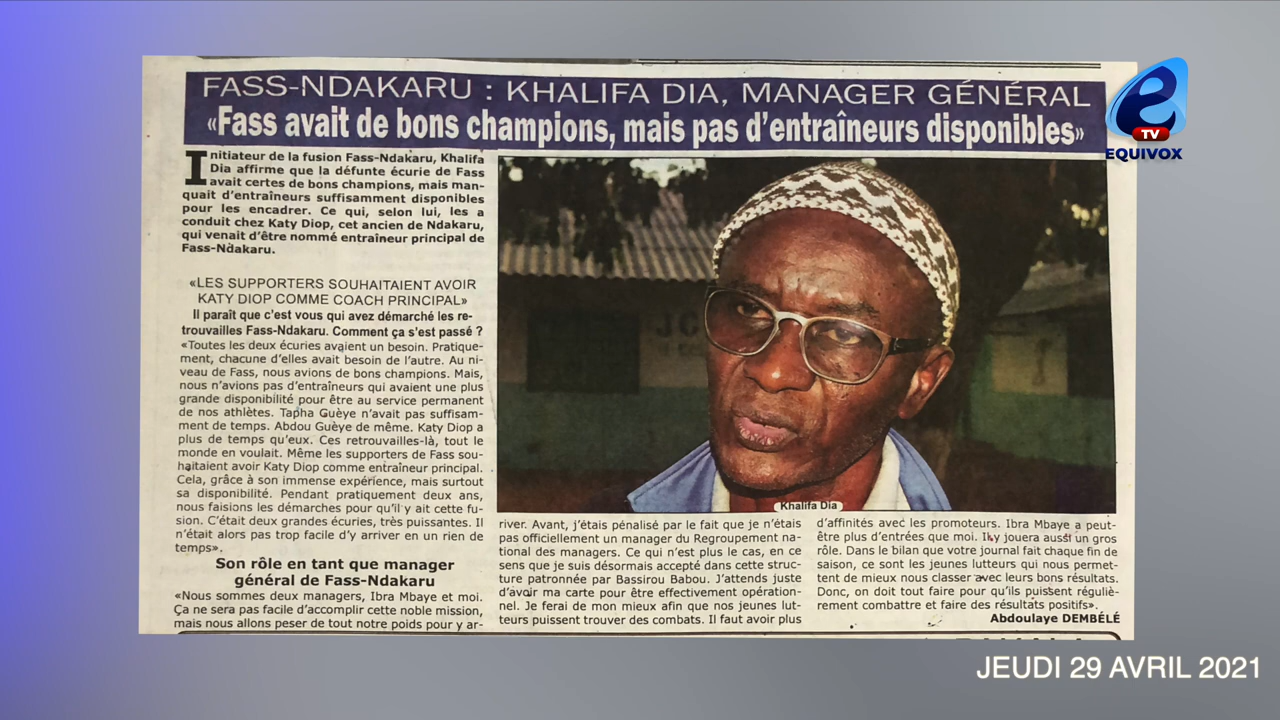 FASS-NDAKARU : KHALIFA DIA, MANAGER GÉNÉRAL
«Fass avait de bons champions, mais pas d'entraîneurs disponibles»
e
TV
EQUIVOX
Initiateur de la fusion Fass-Ndakaru, Khalifa
Dia affirme que la défunte écurie de Fass
avait certes de bons champions, mais man-
quait d'entraîneurs suffisamment disponibles
pour les encadrer. Ce qui, selon lui, les a
conduit chez Katy Diop, cet ancien de Ndakaru,
qui venait d'être nommé entraîneur principal de
Fass-Ndakaru.
«LES SUPPORTERS SOUHAITAIENT AVOIR
KATY DIOP COMME COACH PRINCIPAL»
Il paraît que c'est vous qui avez démarché les re-
trouvailles Fass-Ndakaru. Comment ça s'est passé ?
«Toutes les deux écuries avaient un besoin. Pratique-
ment, chacune d'elles avait besoin de l'autre. Au ni-
veau de Fass, nous avions de bons champions. Mais,
nous n'avions pas d'entraîneurs qui avaient une plus
grande disponibilité pour être au service permanent
de nos athlètes. Tapha Guèye n'avait pas suffisam-
ment de temps. Abdou Guèye de même. Katy Diop a
plus de temps qu'eux. Ces retrouvailles-là, tout le
monde en voulait. Même les supporters de Fass sou-
haitaient avoir Katy Diop comme entraîneur principal.
Cela, grâce à son immense expérience, mais surtout
sa disponibilité. Pendant pratiquement deux ans,
nous faisions les démarches pour qu'il y ait cette fu-
sion. C'était deux grandes écuries, très puissantes. Il
n'était alors pas trop facile d'y arriver en un rien de
temps».
Son rôle en tant que manager
général de Fass-Ndakaru
«Nous sommes deux managers, Ibra Mbaye et moi.
Ça ne sera pas facile d'accomplir cette noble mission,
mais nous allons peser de tout notre poids pour y ar-
Khalifa Dia
river. Avant, j'étais pénalisé par le fait que je n'étais
pas officiellement un manager du Regroupement na-
tional des managers. Ce qui n'est plus le cas, en ce
sens que je suis désormais accepté dans cette struc-
ture patronnée par Bassirou Babou. J'attends juste
d'avoir ma carte pour être effectivement opération-
nel. Je ferai de mon mieux afin que nos jeunes lut-
teurs puissent trouver des combats. Il faut avoir plus
d'affinités avec les promoteurs. Ibra Mbaye a peut-
être plus d'entrées que moi. Il y jouera aussi un gros
rôle. Dans le bilan que votre journal fait chaque fin de
saison, ce sont les jeunes lutteurs qui nous permet-
tent de mieux nous classer avec leurs bons résultats.
Donc, on doit tout faire pour qu'ils puissent réguliè-
rement combattre et faire des résultats positifs».
Abdoulaye DEMBÉLÉ
JEUDI 29 AVRIL 2021